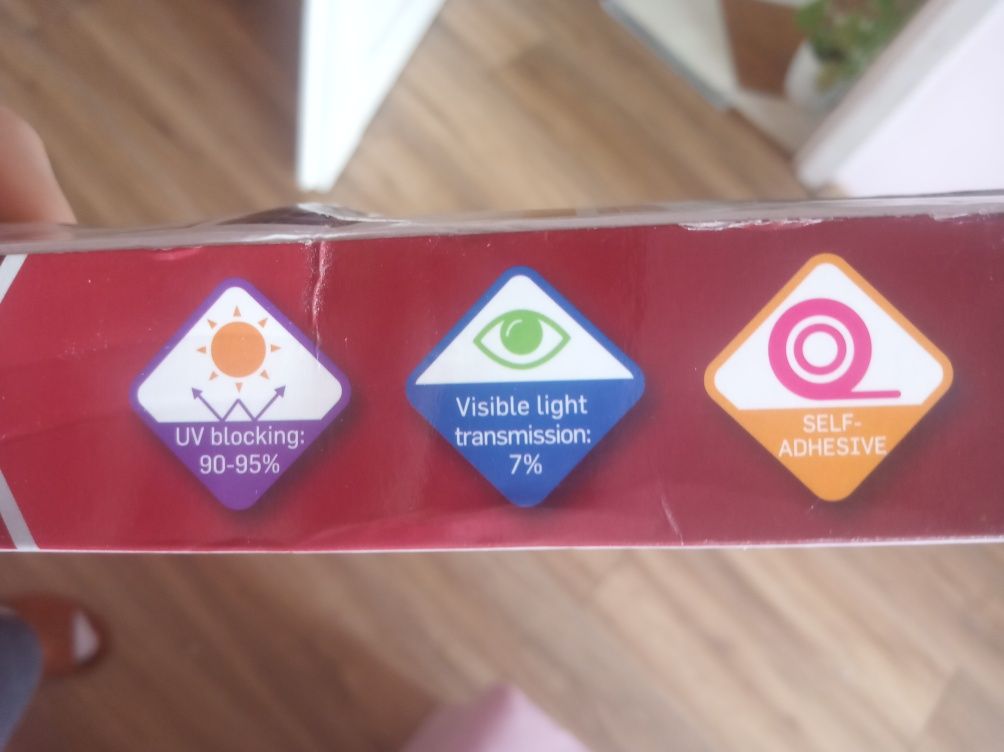 UV blocking:
90-95%
Visible light
transmission:
7%
SELF-
ADHESIVE